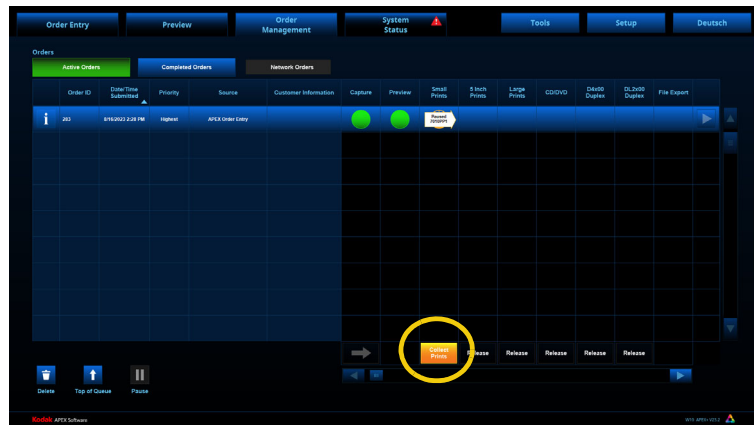 Order Entry
Preview
Order
Management
System
Status
Tools
Setup
Deutsch
Orders
Active Orders
Completed Orders
Network Orders
Order ID
Date/Time
Submitted
Priority
Source
Customer Information
Capture
Preview
Small
Prints
5 Inch
Prints
Large
Prints
CD/DVD
D4x00
Duplex
DL2x00
Duplex
File Export
i
203
8/16/2023 2:28 PM
Highest
APEX Order Entry
Paused
Collect
Prints
Release
Release
Release
Release
Release
Delete
Top of Queue
Pause
Kodak APEX Software